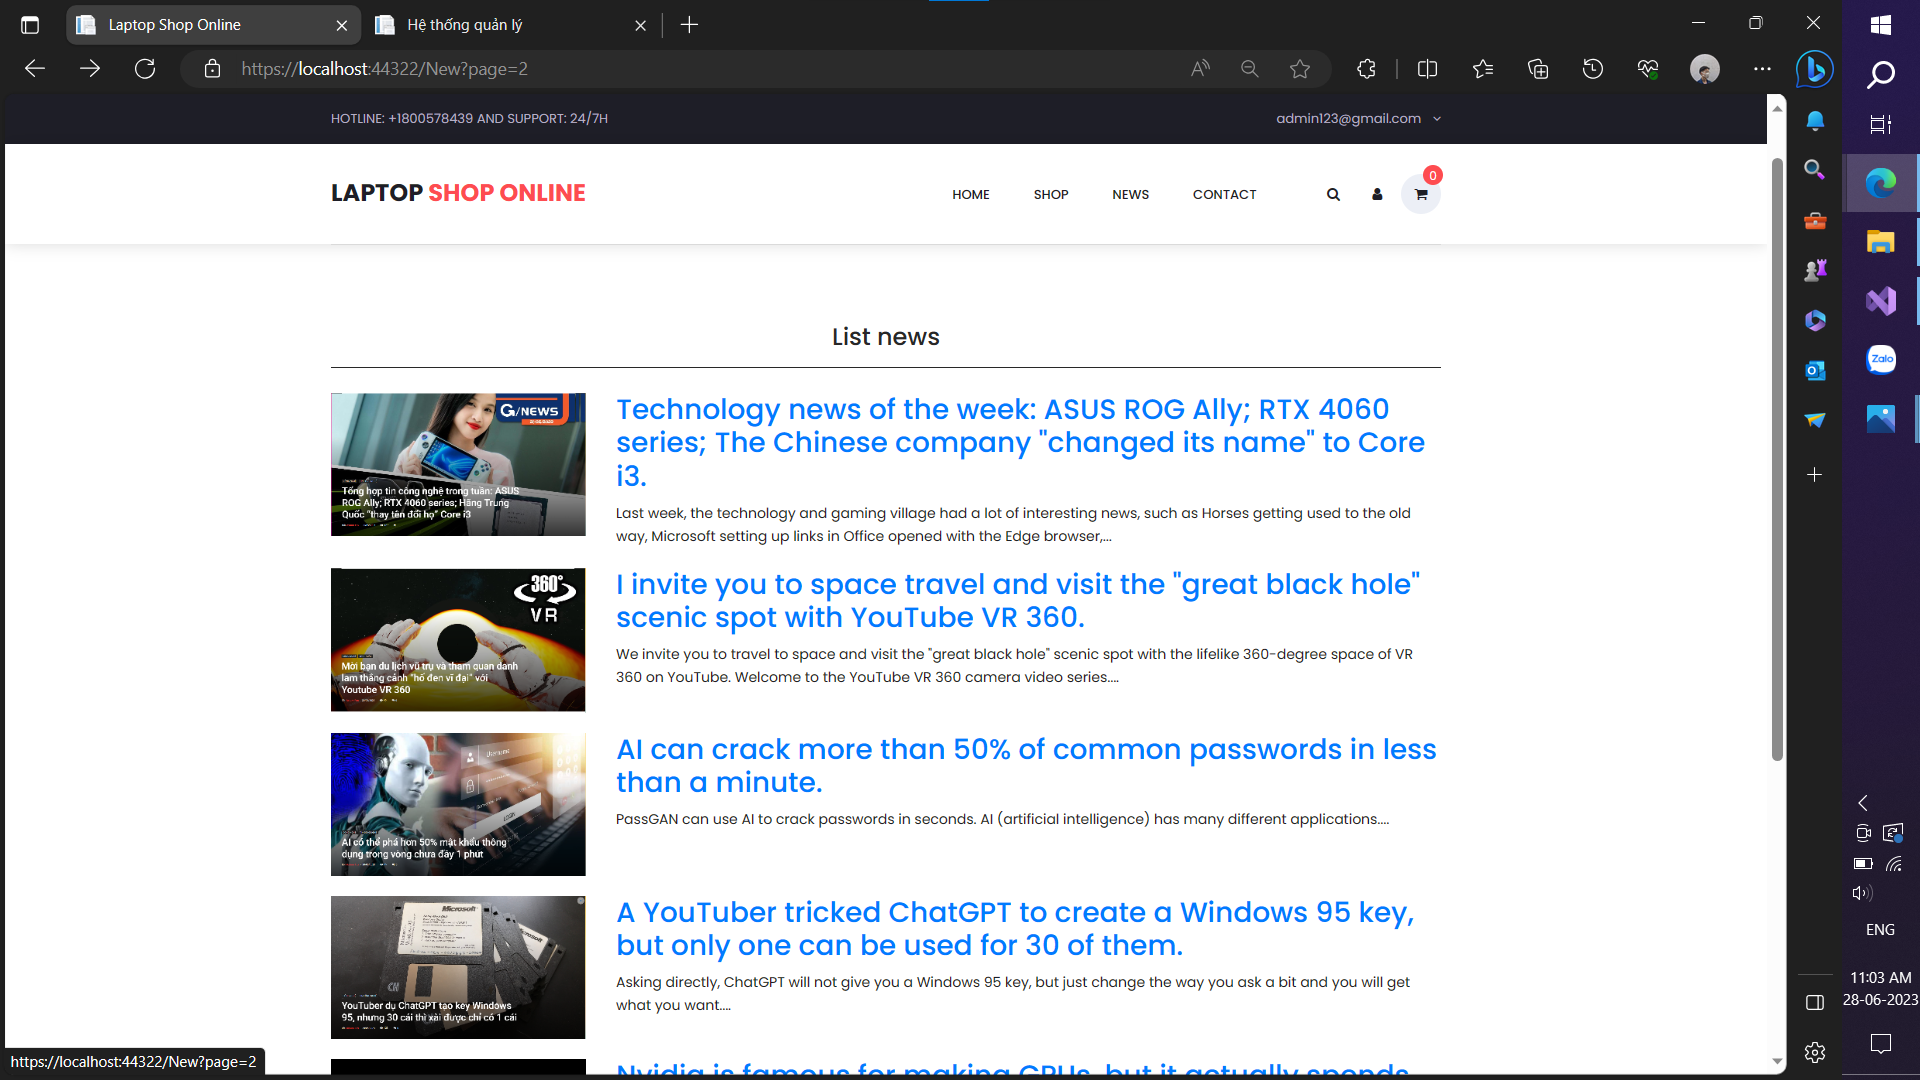 Laptop Shop Online
Hệ thống quản lý
https://localhost:44322/New?page=2
HOTLINE: +1800578439 AND SUPPORT: 24/7H
admin123@gmail.com
LAPTOP SHOP ONLINE
HOME
SHOP
NEWS
CONTACT
0
List news
G/NEWS
Tổng hợp tin công nghệ trong tuần: ASUS
ROG Ally; RTX 4060 series; Hãng Trung
Quốc "thay tên đổi họ" Core i3
Technology news of the week: ASUS ROG Ally; RTX 4060
series; The Chinese company "changed its name" to Core
i3.
Last week, the technology and gaming village had a lot of interesting news, such as Horses getting used to the old
way, Microsoft setting up links in Office opened with the Edge browser,...
360°
VR
Mời bạn du lịch vũ trụ và tham quan danh
lam thắng cảnh "hố đen vĩ đại" với
Youtube VR 360
I invite you to space travel and visit the "great black hole"
scenic spot with YouTube VR 360.
We invite you to travel to space and visit the "great black hole" scenic spot with the lifelike 360-degree space of VR
360 on YouTube. Welcome to the YouTube VR 360 camera video series....
Username
LOGIN
AI có thể phá hơn 50% mật khẩu thông
dụng trong vòng chưa đầy 1 phút
AI can crack more than 50% of common passwords in less
than a minute.
PassGAN can use AI to crack passwords in seconds. AI (artificial intelligence) has many different applications....
Microsoft
CN
YouTuber dụ ChatGPT tạo key Windows
95, nhưng 30 cái thì xài được chỉ có 1 cái
A YouTuber tricked ChatGPT to create a Windows 95 key,
but only one can be used for 30 of them.
Asking directly, ChatGPT will not give you a Windows 95 key, but just change the way you ask a bit and you will get
what you want....
Nvidia is famous for making GPUs, but it actually spends
https://localhost:44322/New?page=2
Zalo
ENG
11:03 AM
28-06-2023